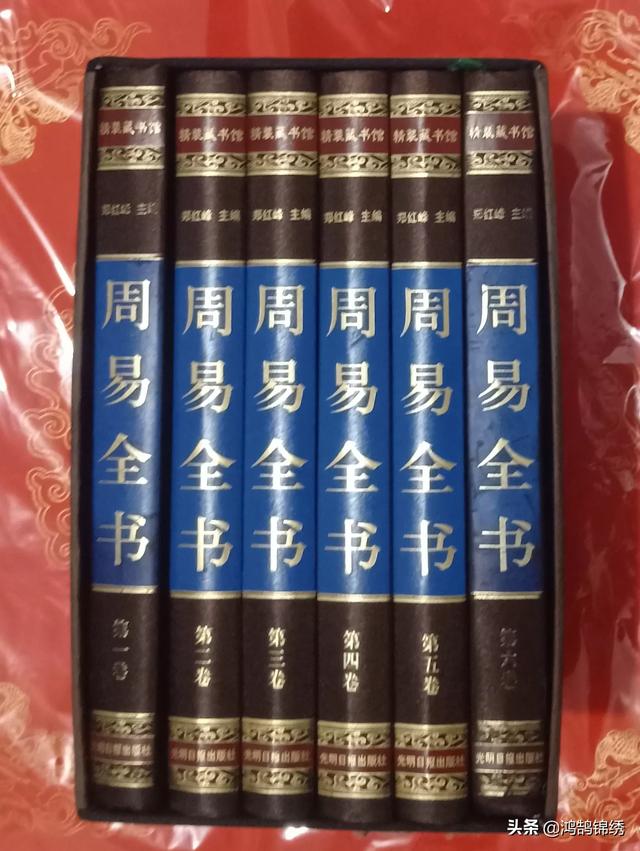 精装藏书馆
郑红峰 主编
周易全书
第一卷
光明日报出版社
精装藏书馆
郑红峰 主编
周易全书
第二卷
光明日报出版社
精装藏书馆
郑红峰 主编
周易全书
第三卷
光明日报出版社
精装藏书馆
郑红峰 主编
周易全书
第四卷
光明日报出版社
精装藏书馆
郑红峰 主编
周易全书
第五卷
光明日报出版社
精装藏书馆
郑红峰 主编
周易全书
第六卷
光明日报出版社
头条 @鸿鹄锦绣